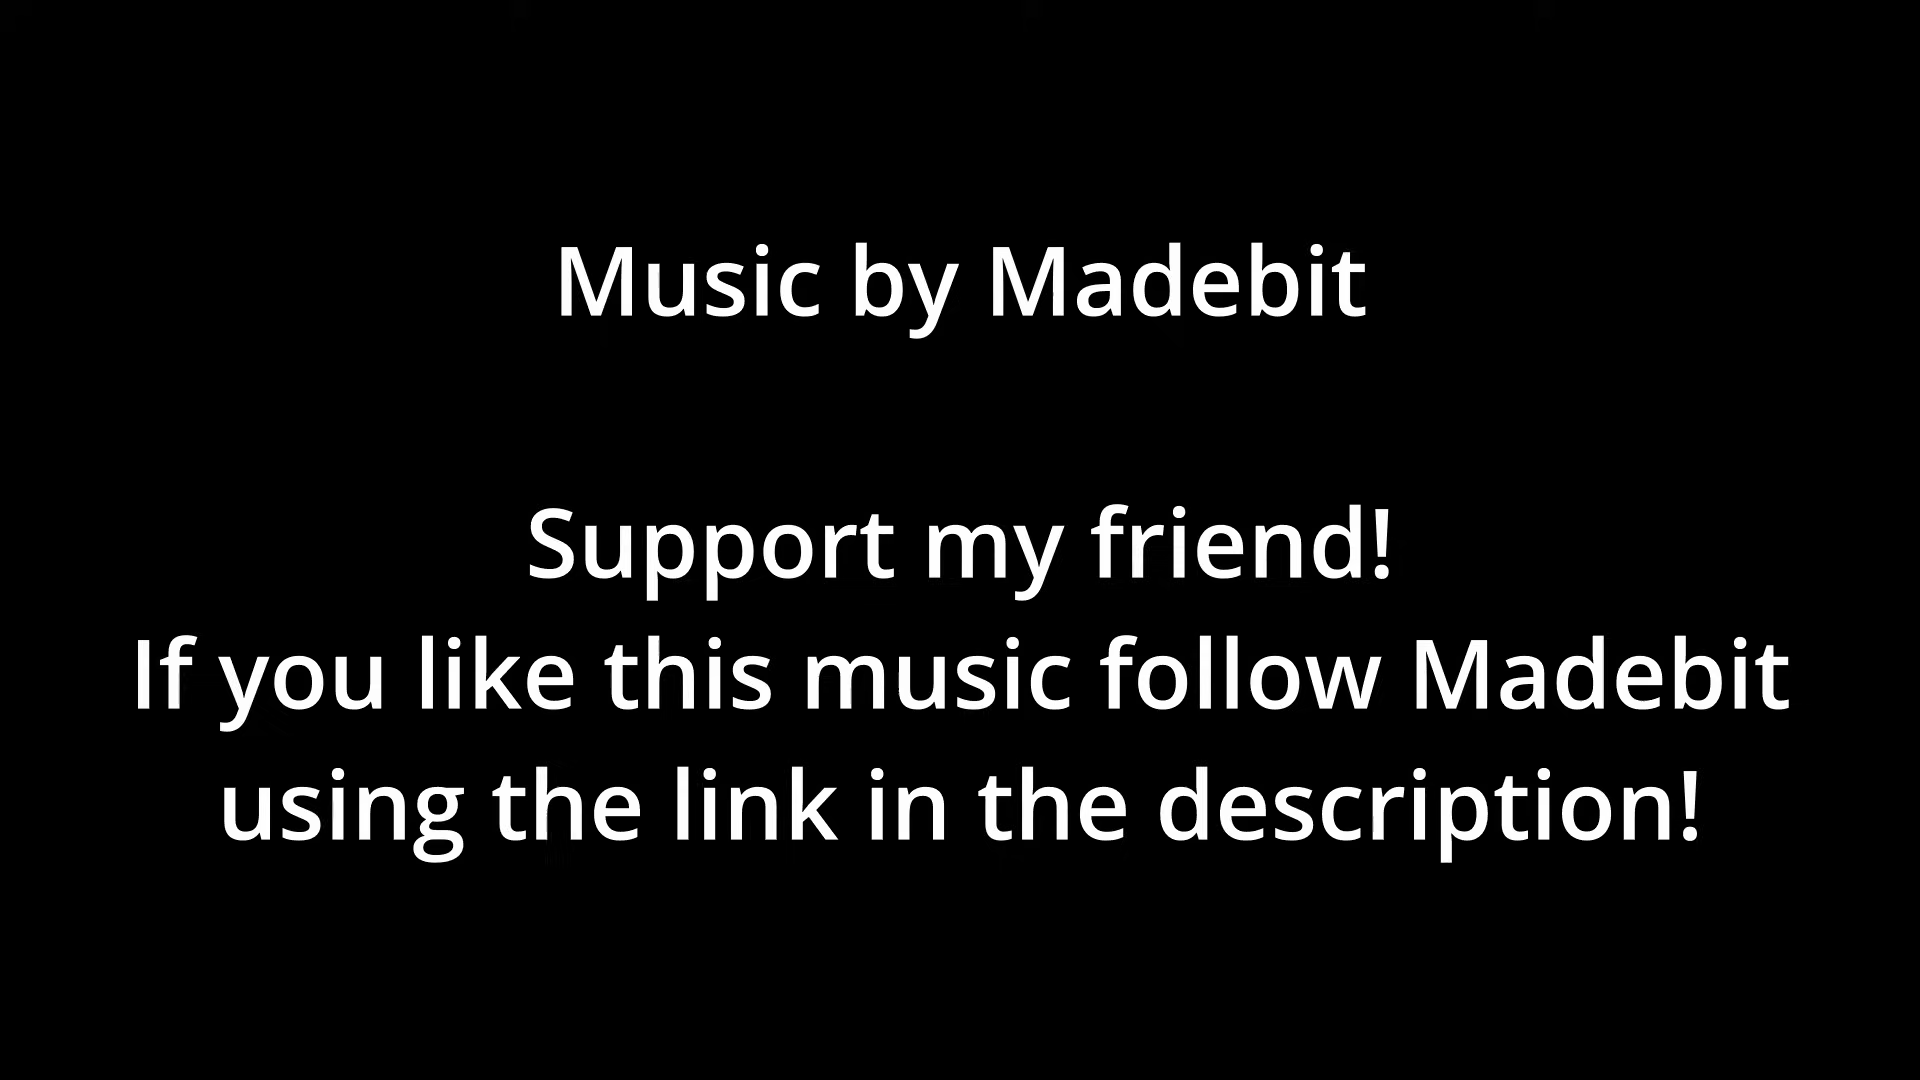 Music by Madebit
Support my friend!
If you like this music follow Madebit
using the link in the description!